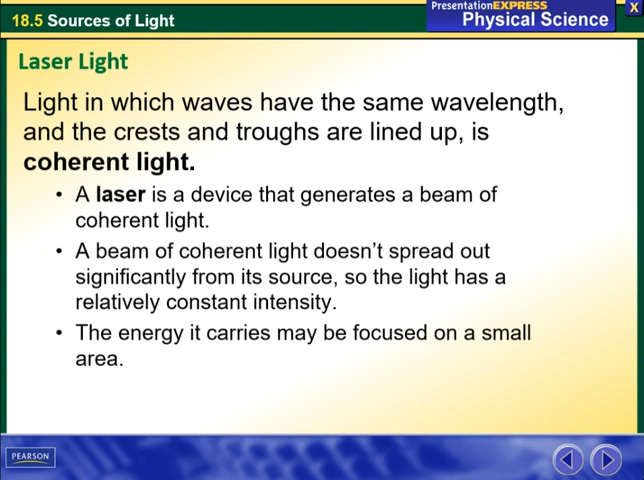 PresentationEXPRESS
X
18.5 Sources of Light
Physical Science
Laser Light
Light in which waves have the same wavelength,
and the crests and troughs are lined up, is
coherent light.
• A laser is a device that generates a beam of
coherent light.
• A beam of coherent light doesn’t spread out
significantly from its source, so the light has a
relatively constant intensity.
• The energy it carries may be focused on a small
area.
PEARSON